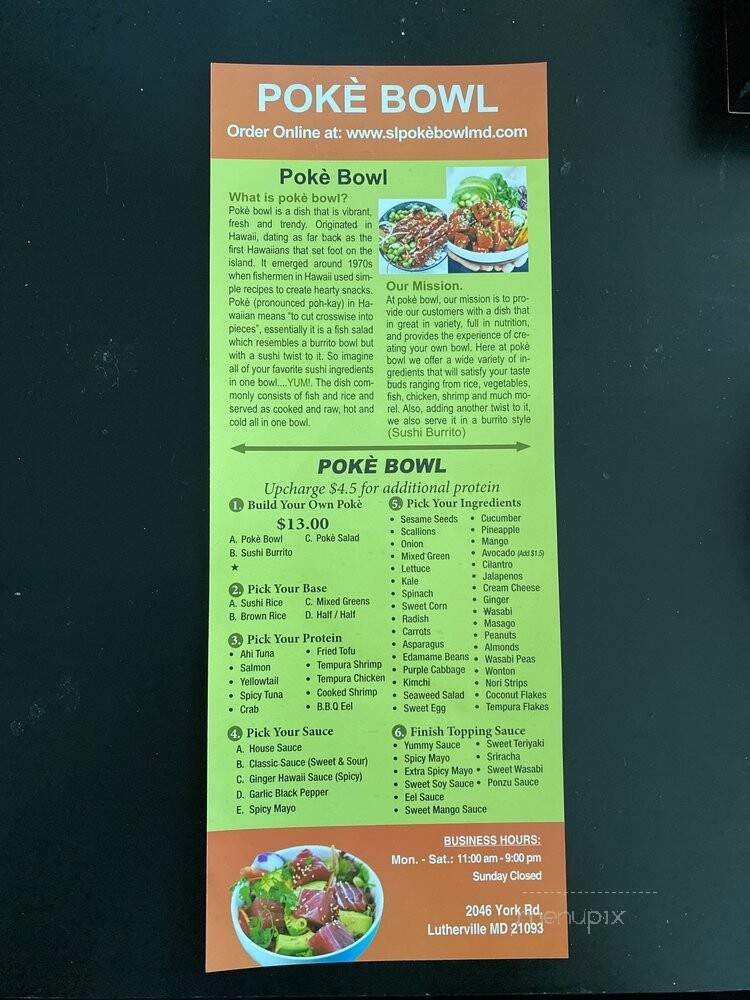 POKÈ BOWL
Order Online at: www.slpokèbowlmd.com
Pokè Bowl
What is pokè bowl?
Pokè bowl is a dish that is vibrant,
fresh and trendy. Originated in
Hawaii, dating as far back as the
first Hawaiians that set foot on the
island. It emerged around 1970s
when fishermen in Hawaii used sim-
ple recipes to create hearty snacks.
Pokè (pronounced poh-kay) in Ha-
waiian means "to cut crosswise into
pieces", essentially it is a fish salad
which resembles a burrito bowl but
with a sushi twist to it. So imagine
all of your favorite sushi ingredients
in one bowl....YUM!. The dish com-
monly consists of fish and rice and
served as cooked and raw, hot and
cold all in one bowl.
Our Mission.
At pokè bowl, our mission is to pro-
vide our customers with a dish that
in great in variety, full in nutrition,
and provides the experience of cre-
ating your own bowl. Here at pokè
bowl we offer a wide variety of in-
gredients that will satisfy your taste
buds ranging from rice, vegetables,
fish, chicken, shrimp and much mo-
rel. Also, adding another twist to it,
we also serve it in a burrito style
(Sushi Burrito)
POKÈ BOWL
Upcharge $4.5 for additional protein
1. Build Your Own Pokè
$13.00
A. Pokè Bowl
B. Sushi Burrito
C. Pokè Salad
★
2. Pick Your Base
A. Sushi Rice
B. Brown Rice
C. Mixed Greens
D. Half / Half
3. Pick Your Protein
• Ahi Tuna
• Salmon
• Yellowtail
• Spicy Tuna
• Crab
• Fried Tofu
• Tempura Shrimp
• Tempura Chicken
• Cooked Shrimp
• B.B.Q Eel
4. Pick Your Sauce
A. House Sauce
B. Classic Sauce (Sweet & Sour)
C. Ginger Hawaii Sauce (Spicy)
D. Garlic Black Pepper
E. Spicy Mayo
5. Pick Your Ingredients
• Sesame Seeds
• Scallions
• Onion
• Mixed Green
• Lettuce
• Kale
• Spinach
• Sweet Corn
• Radish
• Carrots
• Asparagus
• Edamame Beans
• Purple Cabbage
• Kimchi
• Seaweed Salad
• Sweet Egg
• Cucumber
• Pineapple
• Mango
• Avocado (Add $1.5)
• Cilantro
• Jalapenos
• Cream Cheese
• Ginger
• Wasabi
• Masago
• Peanuts
• Almonds
• Wasabi Peas
• Wonton
• Nori Strips
• Coconut Flakes
• Tempura Flakes
6. Finish Topping Sauce
• Yummy Sauce
• Spicy Mayo
• Extra Spicy Mayo
• Sweet Soy Sauce
• Eel Sauce
• Sweet Mango Sauce
• Sweet Teriyaki
• Sriracha
• Sweet Wasabi
• Ponzu Sauce
BUSINESS HOURS:
Mon. - Sat.: 11:00 am - 9:00 pm
Sunday Closed
2046 York Rd.
Lutherville MD 21093
menupix